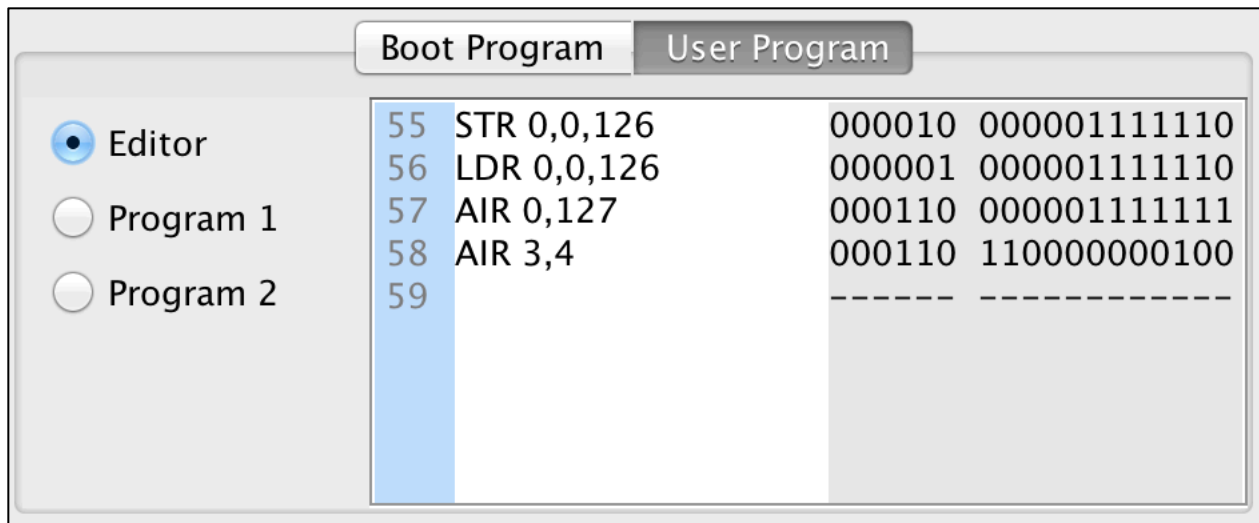 Boot Program User Program
Editor
Program 1
Program 2
55 STR 0,0,126 000010 000001111110
56 LDR 0,0,126 000001 000001111110
57 AIR 0,127 000110 000001111111
58 AIR 3,4 000110 110000000100
59 ------ ------------